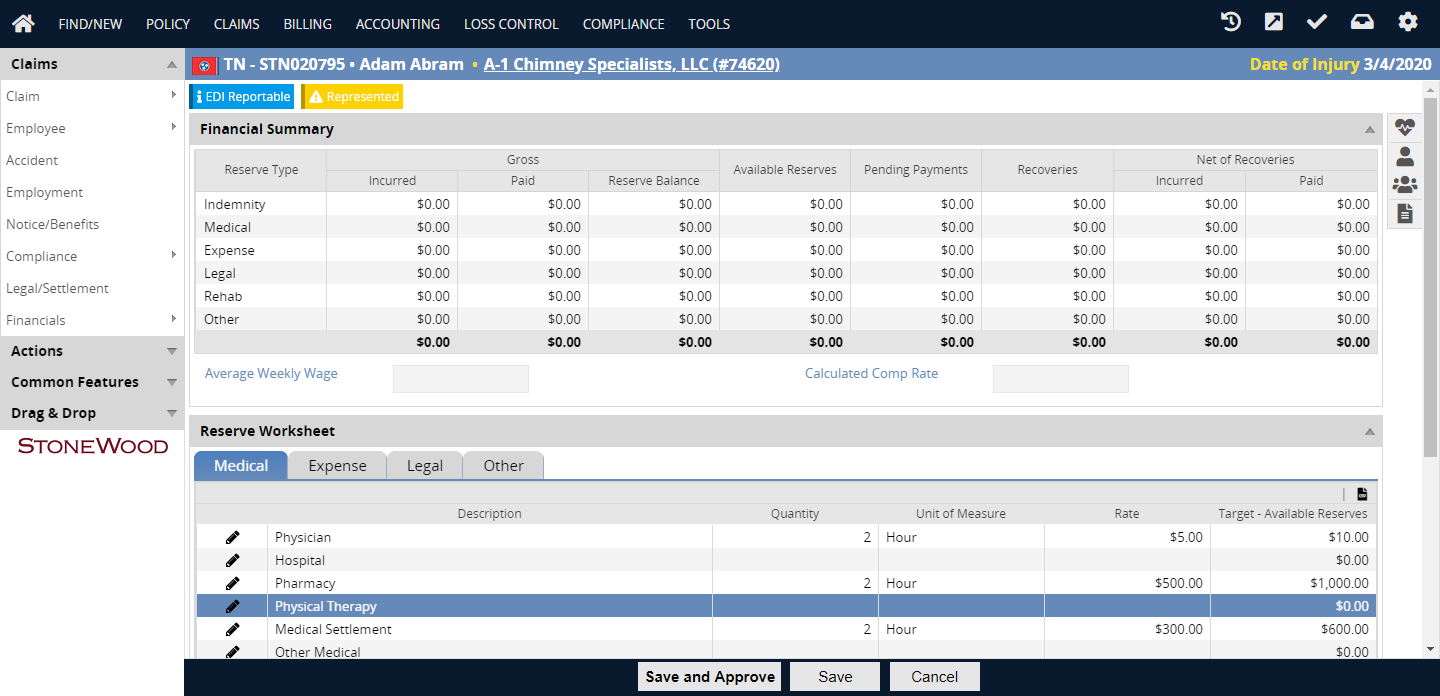 FIND/NEW POLICY CLAIMS BILLING ACCOUNTING LOSS CONTROL COMPLIANCE TOOLS
Claims
TN - STN020795 • Adam Abram • A-1 Chimney Specialists, LLC (#74620) Date of Injury 3/4/2020
Claim
Employee
Accident
Employment
Notice/Benefits
Compliance
Legal/Settlement
Financials
Actions
Common Features
Drag & Drop
STONEWOOD
EDI Reportable Represented
Financial Summary
Reserve Type Gross Available Reserves Pending Payments Recoveries Net of Recoveries
Incurred Paid Reserve Balance Incurred Paid
Indemnity $0.00 $0.00 $0.00 $0.00 $0.00 $0.00 $0.00 $0.00
Medical $0.00 $0.00 $0.00 $0.00 $0.00 $0.00 $0.00 $0.00
Expense $0.00 $0.00 $0.00 $0.00 $0.00 $0.00 $0.00 $0.00
Legal $0.00 $0.00 $0.00 $0.00 $0.00 $0.00 $0.00 $0.00
Rehab $0.00 $0.00 $0.00 $0.00 $0.00 $0.00 $0.00 $0.00
Other $0.00 $0.00 $0.00 $0.00 $0.00 $0.00 $0.00 $0.00
$0.00 $0.00 $0.00 $0.00 $0.00 $0.00 $0.00 $0.00
Average Weekly Wage Calculated Comp Rate
Reserve Worksheet
Medical Expense Legal Other
Description Quantity Unit of Measure Rate Target - Available Reserves
Physician 2 Hour $5.00 $10.00
Hospital $0.00
Pharmacy 2 Hour $500.00 $1,000.00
Physical Therapy $0.00
Medical Settlement 2 Hour $300.00 $600.00
Other Medical $0.00
Save and Approve Save Cancel